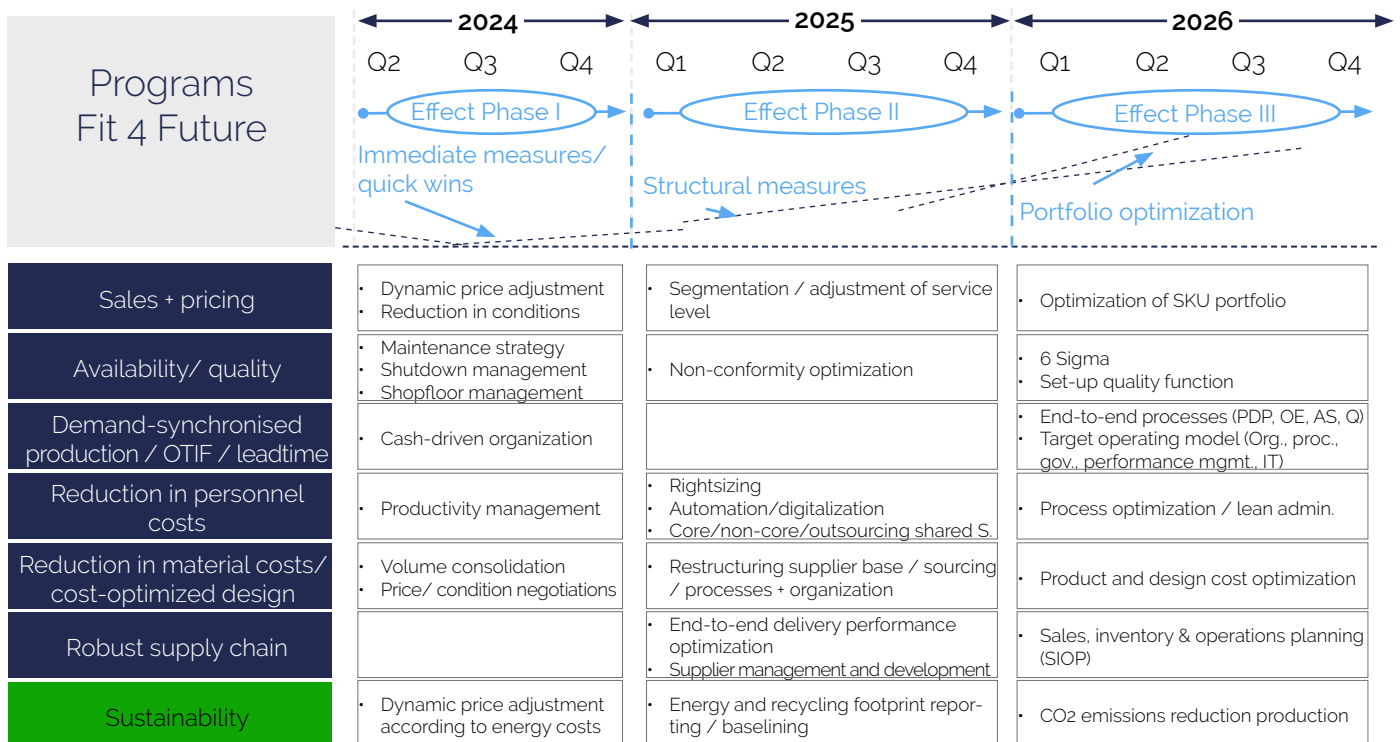 Programs
Fit 4 Future
2024
2025
2026
Q2 Q3 Q4
Q1 Q2 Q3 Q4
Q1 Q2 Q3 Q4
Effect Phase I
Effect Phase II
Effect Phase III
Immediate measures/
quick wins
Structural measures
Portfolio optimization
Sales + pricing
• Dynamic price adjustment
• Reduction in conditions
• Segmentation / adjustment of service
level
• Optimization of SKU portfolio
Availability/ quality
• Maintenance strategy
• Shutdown management
• Shopfloor management
• Non-conformity optimization
• 6 Sigma
• Set-up quality function
Demand-synchronised
production / OTIF / leadtime
• Cash-driven organization
• End-to-end processes (PDP, OE, AS, Q)
• Target operating model (Org., proc.,
gov., performance mgmt., IT)
Reduction in personnel
costs
• Productivity management
• Rightsizing
• Automation/digitalization
• Core/non-core/outsourcing shared S.
• Process optimization / lean admin.
Reduction in material costs/
cost-optimized design
• Volume consolidation
• Price/ condition negotiations
• Restructuring supplier base / sourcing
/ processes + organization
• Product and design cost optimization
Robust supply chain
• End-to-end delivery performance
optimization
• Supplier management and development
• Sales, inventory & operations planning
(SIOP)
Sustainability
• Dynamic price adjustment
according to energy costs
• Energy and recycling footprint repor-
ting / baselining
• CO2 emissions reduction production